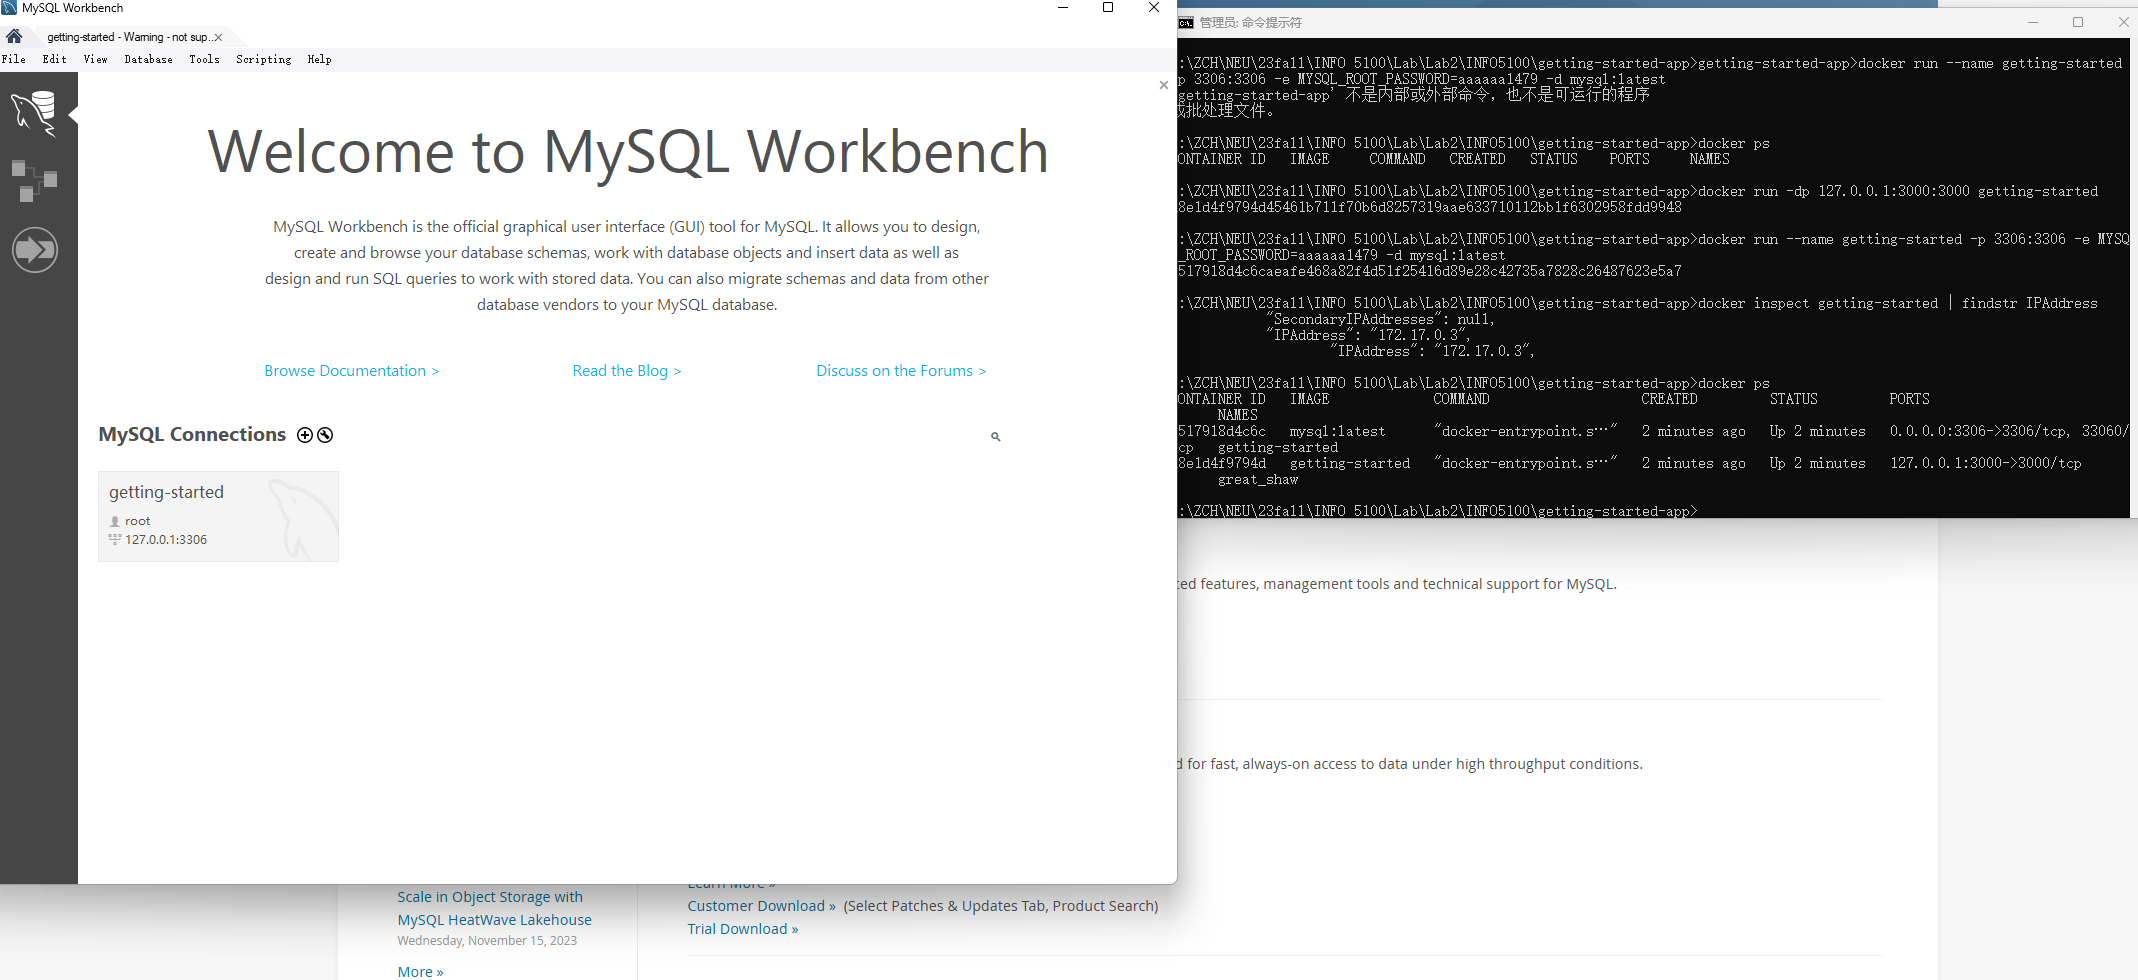 MySQL Workbench
getting-started - Warning - not sup...
File Edit View Database Tools Scripting Help
Welcome to MySQL Workbench
MySQL Workbench is the official graphical user interface (GUI) tool for MySQL. It allows you to design,
create and browse your database schemas, work with database objects and insert data as well as
design and run SQL queries to work with stored data. You can also migrate schemas and data from other
database vendors to your MySQL database.
Browse Documentation >
Read the Blog >
Discuss on the Forums >
MySQL Connections
getting-started
root
127.0.0.1:3306
管理员: 命令提示符
:\ZCH\NEU\23fall\INFO 5100\Lab\Lab2\INFO5100\getting-started-app>getting-started-app>docker run --name getting-started
p 3306:3306 -e MYSQL_ROOT_PASSWORD=aaaaaa1479 -d mysql:latest
getting-started-app' 不是内部或外部命令，也不是可运行的程序
或批处理文件。
:\ZCH\NEU\23fall\INFO 5100\Lab\Lab2\INFO5100\getting-started-app>docker ps
ONTAINER ID IMAGE COMMAND CREATED STATUS PORTS NAMES
:\ZCH\NEU\23fall\INFO 5100\Lab\Lab2\INFO5100\getting-started-app>docker run -dp 127.0.0.1:3000:3000 getting-started
8e1d4f9794d45461b711f70b6d8257319aae633710112bb1f6302958fdd9948
:\ZCH\NEU\23fall\INFO 5100\Lab\Lab2\INFO5100\getting-started-app>docker run --name getting-started -p 3306:3306 -e MYSQ
_ROOT_PASSWORD=aaaaaa1479 -d mysql:latest
517918d4c6caeafe468a82f4d51f25416d89e28c42735a7828c26487623e5a7
:\ZCH\NEU\23fall\INFO 5100\Lab\Lab2\INFO5100\getting-started-app>docker inspect getting-started | findstr IPAddress
"SecondaryIPAddresses": null,
"IPAddress": "172.17.0.3",
"IPAddress": "172.17.0.3",
:\ZCH\NEU\23fall\INFO 5100\Lab\Lab2\INFO5100\getting-started-app>docker ps
ONTAINER ID IMAGE COMMAND CREATED STATUS PORTS
NAMES
517918d4c6c mysql:latest "docker-entrypoint.s…" 2 minutes ago Up 2 minutes 0.0.0.0:3306->3306/tcp, 33060/
cp getting-started
8e1d4f9794d getting-started "docker-entrypoint.s…" 2 minutes ago Up 2 minutes 127.0.0.1:3000->3000/tcp
great_shaw
:\ZCH\NEU\23fall\INFO 5100\Lab\Lab2\INFO5100\getting-started-app>
ed features, management tools and technical support for MySQL.
d for fast, always-on access to data under high throughput conditions.
Learn More »
Customer Download » (Select Patches & Updates Tab, Product Search)
Trial Download »
Scale in Object Storage with
MySQL HeatWave Lakehouse
Wednesday, November 15, 2023
More »